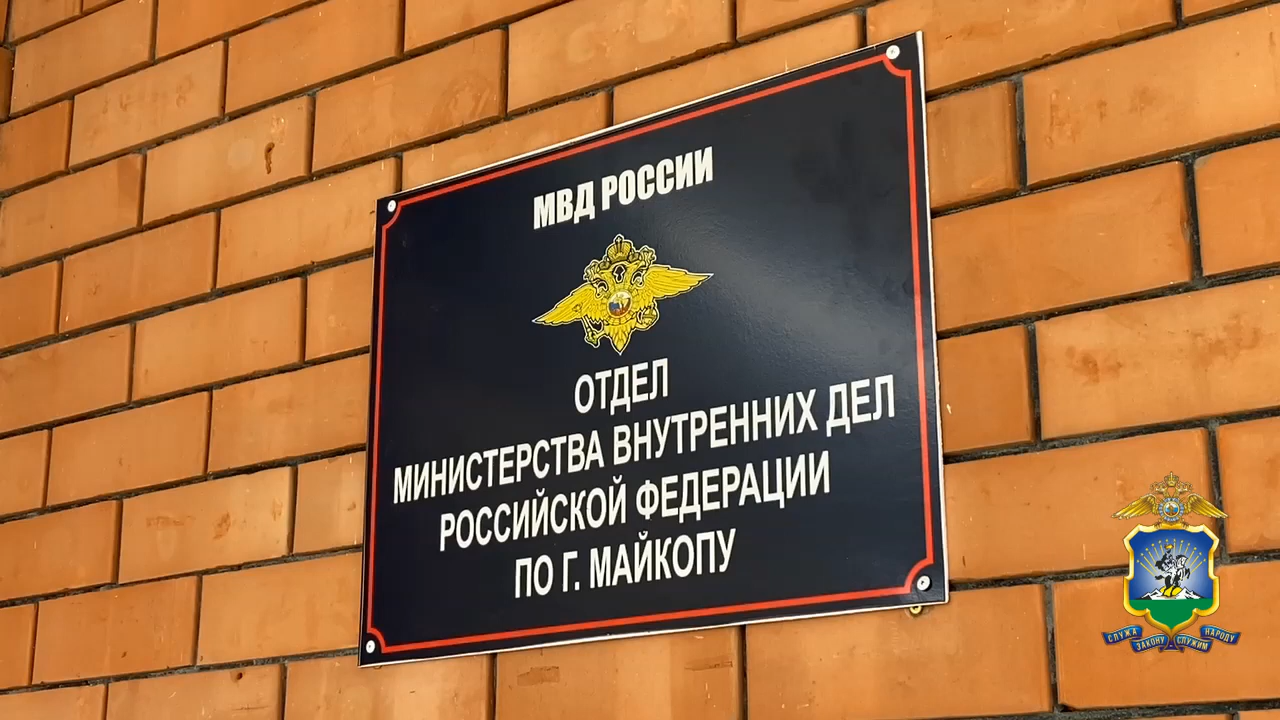 МВД РОССИИ
ОТДЕЛ
МИНИСТЕРСТВА ВНУТРЕННИХ ДЕЛ
РОССИЙСКОЙ ФЕДЕРАЦИИ
ПО Г. МАЙКОПУ
СЛУЖА ЗАКОНУ СЛУЖИМ НАРОДУ